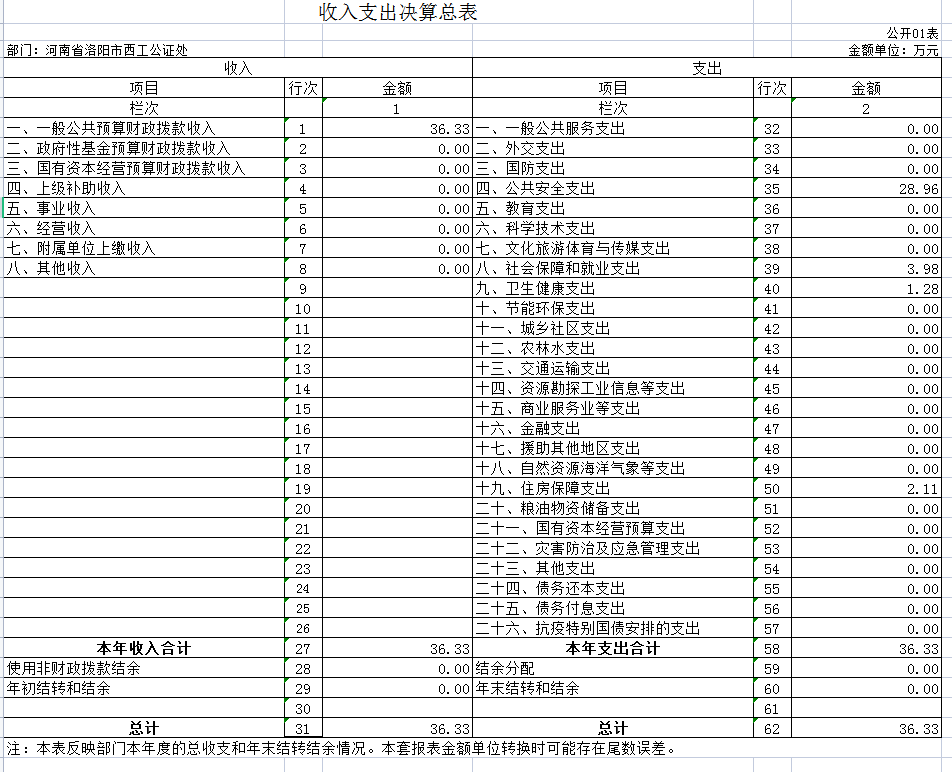 收入支出决算总表
公开01表
部门：河南省洛阳市西工公证处 金额单位：万元
收入 支出
项目 行次 金额 项目 行次 金额
栏次 1 栏次 2
一、一般公共预算财政拨款收入 1 36.33 一、一般公共服务支出 32 0.00
二、政府性基金预算财政拨款收入 2 0.00 二、外交支出 33 0.00
三、国有资本经营预算财政拨款收入 3 0.00 三、国防支出 34 0.00
四、上级补助收入 4 0.00 四、公共安全支出 35 28.96
五、事业收入 5 0.00 五、教育支出 36 0.00
六、经营收入 6 0.00 六、科学技术支出 37 0.00
七、附属单位上缴收入 7 0.00 七、文化旅游体育与传媒支出 38 0.00
八、其他收入 8 0.00 八、社会保障和就业支出 39 3.98
9 九、卫生健康支出 40 1.28
10 十、节能环保支出 41 0.00
11 十一、城乡社区支出 42 0.00
12 十二、农林水支出 43 0.00
13 十三、交通运输支出 44 0.00
14 十四、资源勘探工业信息等支出 45 0.00
15 十五、商业服务业等支出 46 0.00
16 十六、金融支出 47 0.00
17 十七、援助其他地区支出 48 0.00
18 十八、自然资源海洋气象等支出 49 0.00
19 十九、住房保障支出 50 2.11
20 二十、粮油物资储备支出 51 0.00
21 二十一、国有资本经营预算支出 52 0.00
22 二十二、灾害防治及应急管理支出 53 0.00
23 二十三、其他支出 54 0.00
24 二十四、债务还本支出 55 0.00
25 二十五、债务付息支出 56 0.00
26 二十六、抗疫特别国债安排的支出 57 0.00
本年收入合计 27 36.33 本年支出合计 58 36.33
使用非财政拨款结余 28 0.00 结余分配 59 0.00
年初结转和结余 29 0.00 年末结转和结余 60 0.00
30 61
总计 31 36.33 总计 62 36.33
注：本表反映部门本年度的总收支和年末结转结余情况。本套报表金额单位转换时可能存在尾数误差。